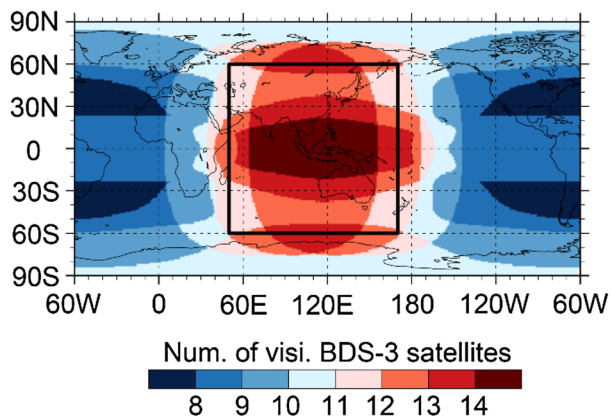 90N
60N
30N
0
30S
60S
90S
60W 0 60E 120E 180 120W 60W
Num. of visi. BDS-3 satellites
8 9 10 11 12 13 14